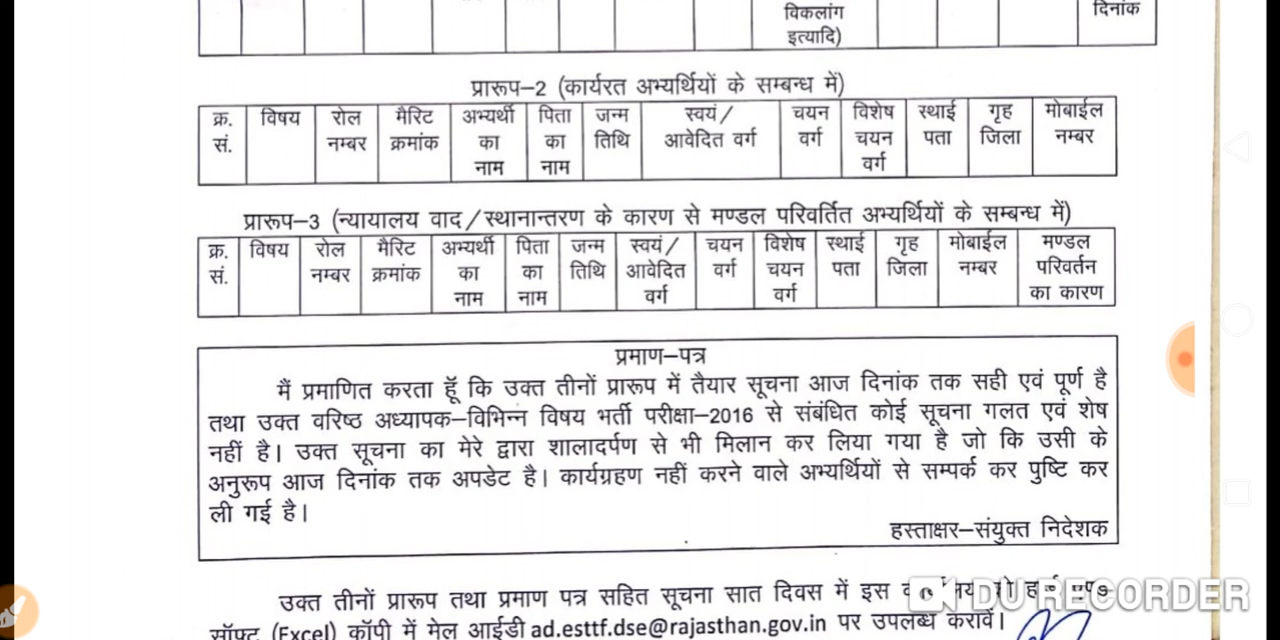 विकलांग
इत्यादि)
दिनांक
प्रारूप–2 (कार्यरत अभ्यर्थियों के सम्बन्ध में)
क्र. सं. | विषय | रोल नम्बर | मैरिट क्रमांक | अभ्यर्थी का नाम | पिता का नाम | जन्म तिथि | स्वयं/ आवेदित वर्ग | चयन वर्ग | विशेष चयन वर्ग | स्थाई पता | गृह जिला | मोबाईल नम्बर
प्रारूप–3 (न्यायालय वाद/स्थानान्तरण के कारण से मण्डल परिवर्तित अभ्यर्थियों के सम्बन्ध में)
क्र. सं. | विषय | रोल नम्बर | मैरिट क्रमांक | अभ्यर्थी का नाम | पिता का नाम | जन्म तिथि | स्वयं/ आवेदित वर्ग | चयन वर्ग | विशेष चयन वर्ग | स्थाई पता | गृह जिला | मोबाईल नम्बर | मण्डल परिवर्तन का कारण
प्रमाण–पत्र
मैं प्रमाणित करता हूँ कि उक्त तीनों प्रारूप में तैयार सूचना आज दिनांक तक सही एवं पूर्ण है
तथा उक्त वरिष्ठ अध्यापक–विभिन्न विषय भर्ती परीक्षा–2016 से संबंधित कोई सूचना गलत एवं शेष
नहीं है। उक्त सूचना का मेरे द्वारा शालादर्पण से भी मिलान कर लिया गया है जो कि उसी के
अनुरूप आज दिनांक तक अपडेट है। कार्यग्रहण नहीं करने वाले अभ्यर्थियों से सम्पर्क कर पुष्टि कर
ली गई है।
हस्ताक्षर–संयुक्त निदेशक
उक्त तीनों प्रारूप तथा प्रमाण पत्र सहित सूचना सात दिवस में इस
DU RECORDER
सॉफ्ट (Excel) कॉपी में मेल आईडी ad.esttf.dse@rajasthan.gov.in पर उपलब्ध करावें।